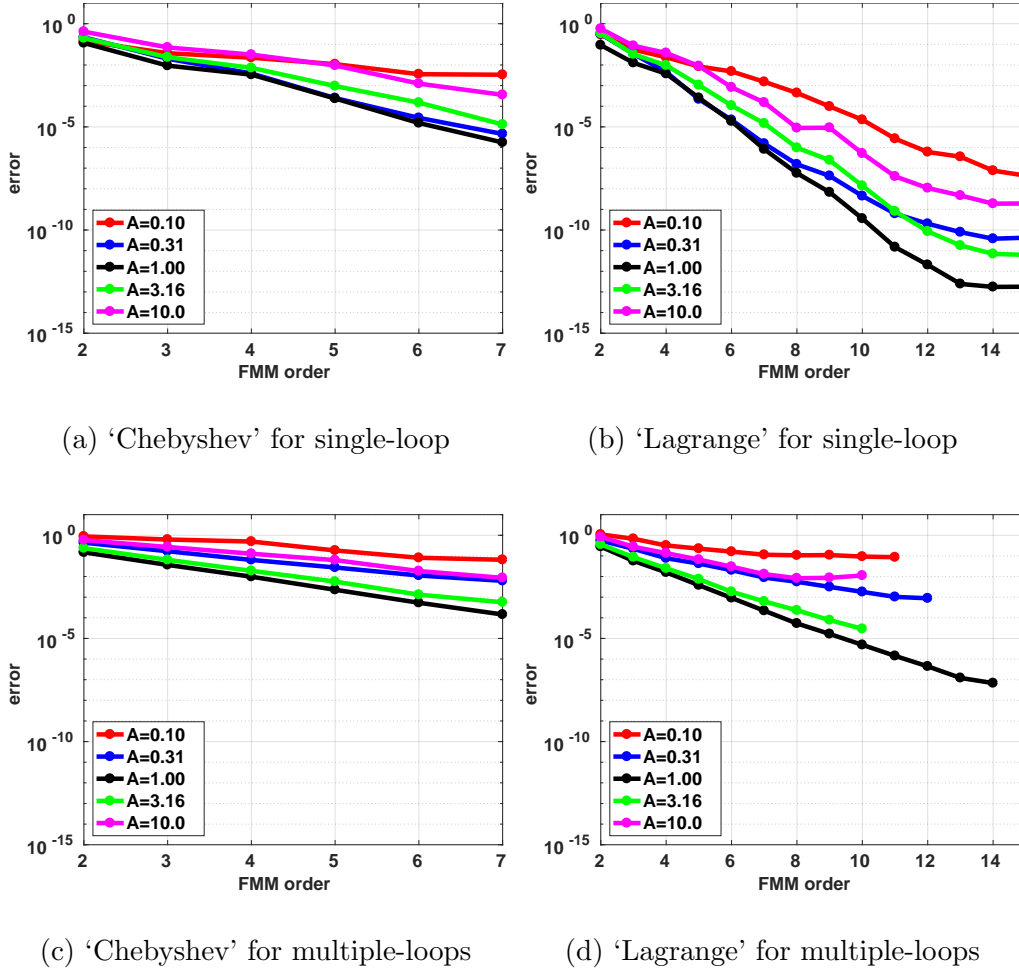 10^0
10^-5
10^-10
10^-15
error
A=0.10
A=0.31
A=1.00
A=3.16
A=10.0
2 3 4 5 6 7
FMM order
(a) ‘Chebyshev’ for single-loop
10^0
10^-5
10^-10
10^-15
error
A=0.10
A=0.31
A=1.00
A=3.16
A=10.0
2 4 6 8 10 12 14
FMM order
(b) ‘Lagrange’ for single-loop
10^0
10^-5
10^-10
10^-15
error
A=0.10
A=0.31
A=1.00
A=3.16
A=10.0
2 3 4 5 6 7
FMM order
(c) ‘Chebyshev’ for multiple-loops
10^0
10^-5
10^-10
10^-15
error
A=0.10
A=0.31
A=1.00
A=3.16
A=10.0
2 4 6 8 10 12 14
FMM order
(d) ‘Lagrange’ for multiple-loops